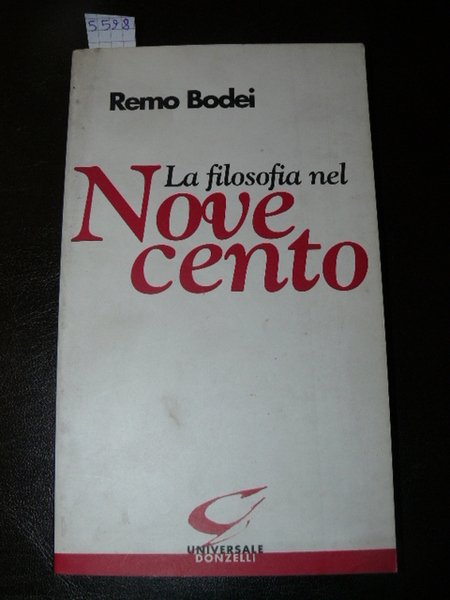 5528
Remo Bodei
La filosofia nel
Nove
cento
UNIVERSALE
DONZELLI